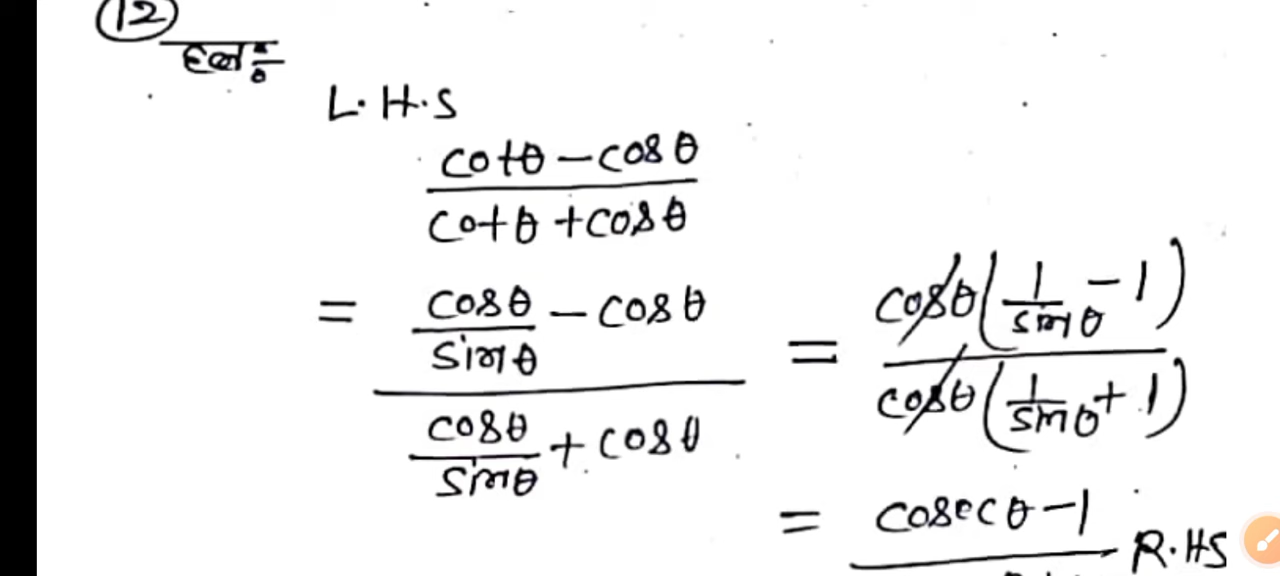 12
हल :-
L.H.S
cotθ - cosθ / cotθ + cosθ
= (cosθ/sinθ - cosθ) / (cosθ/sinθ + cosθ)
= cosθ(1/sinθ - 1) / cosθ(1/sinθ + 1)
= cosecθ - 1
R.HS